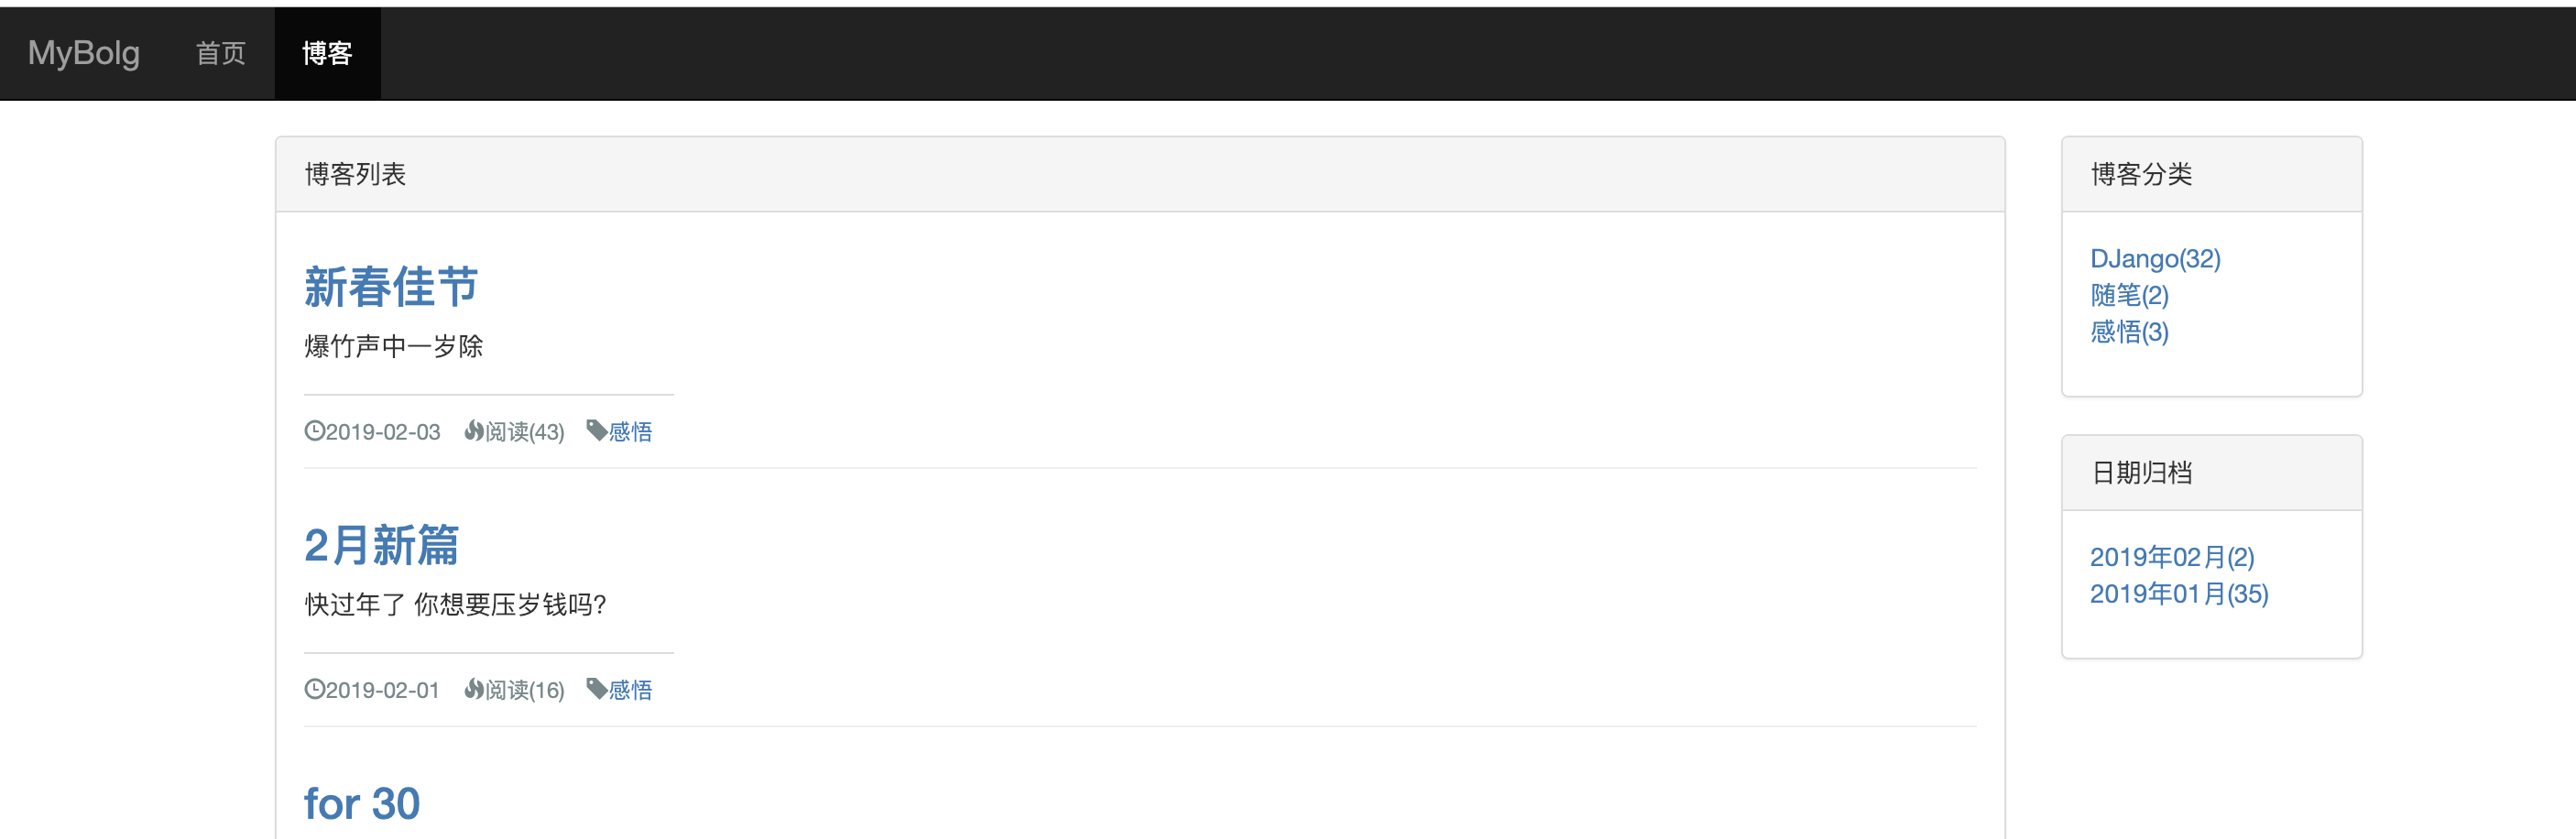 MyBolg 首页 博客
博客列表
新春佳节
爆竹声中一岁除
2019-02-03 阅读(43) 感悟
2月新篇
快过年了 你想要压岁钱吗?
2019-02-01 阅读(16) 感悟
for 30
博客分类
DJango(32)
随笔(2)
感悟(3)
日期归档
2019年02月(2)
2019年01月(35)